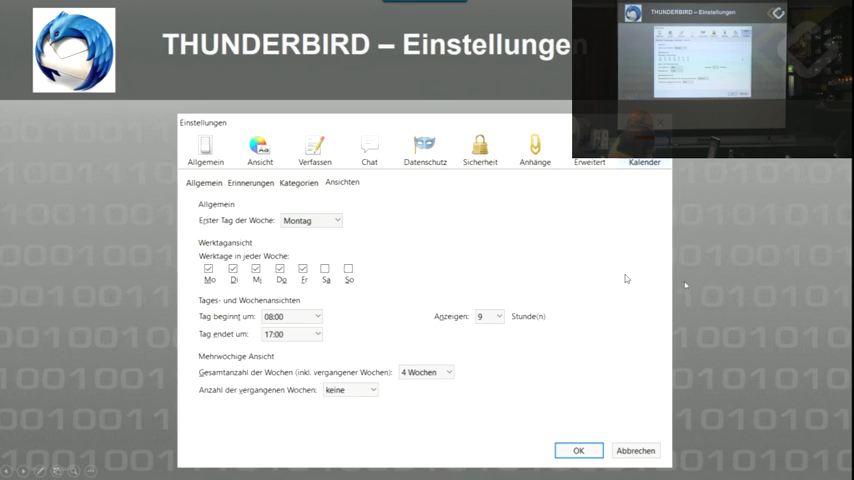 THUNDERBIRD – Einstellungen
THUNDERBIRD – Einstellungen
Einstellungen
Allgemein Ansicht Verfassen Chat Datenschutz Sicherheit Anhänge Erweitert Kalender
Allgemein Erinnerungen Kategorien Ansichten
Allgemein
Erster Tag der Woche: Montag
Werktagansicht
Werktage in jeder Woche:
Mo Di Mi Do Fr Sa So
Tages- und Wochenansichten
Tag beginnt um: 08:00 Anzeigen: 9 Stunde(n)
Tag endet um: 17:00
Mehrwöchige Ansicht
Gesamtanzahl der Wochen (inkl. vergangener Wochen): 4 Wochen
Anzahl der vergangenen Wochen: keine
OK Abbrechen